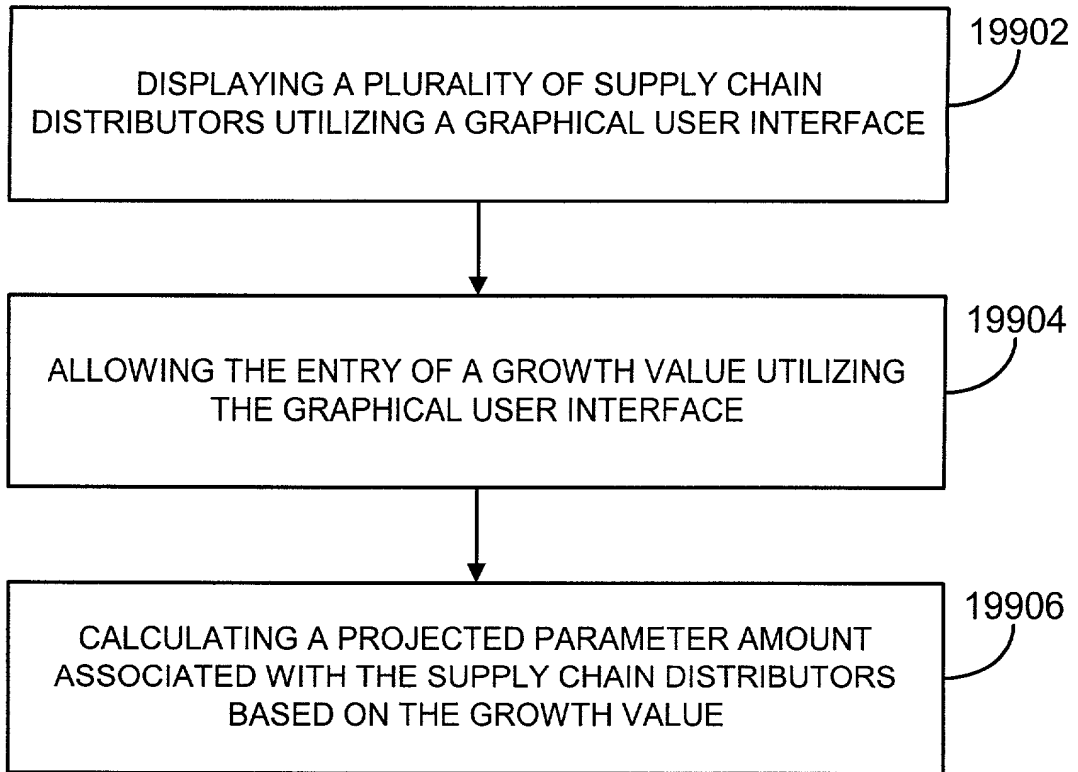 19902
DISPLAYING A PLURALITY OF SUPPLY CHAIN
DISTRIBUTORS UTILIZING A GRAPHICAL USER INTERFACE
19904
ALLOWING THE ENTRY OF A GROWTH VALUE UTILIZING
THE GRAPHICAL USER INTERFACE
19906
CALCULATING A PROJECTED PARAMETER AMOUNT
ASSOCIATED WITH THE SUPPLY CHAIN DISTRIBUTORS
BASED ON THE GROWTH VALUE